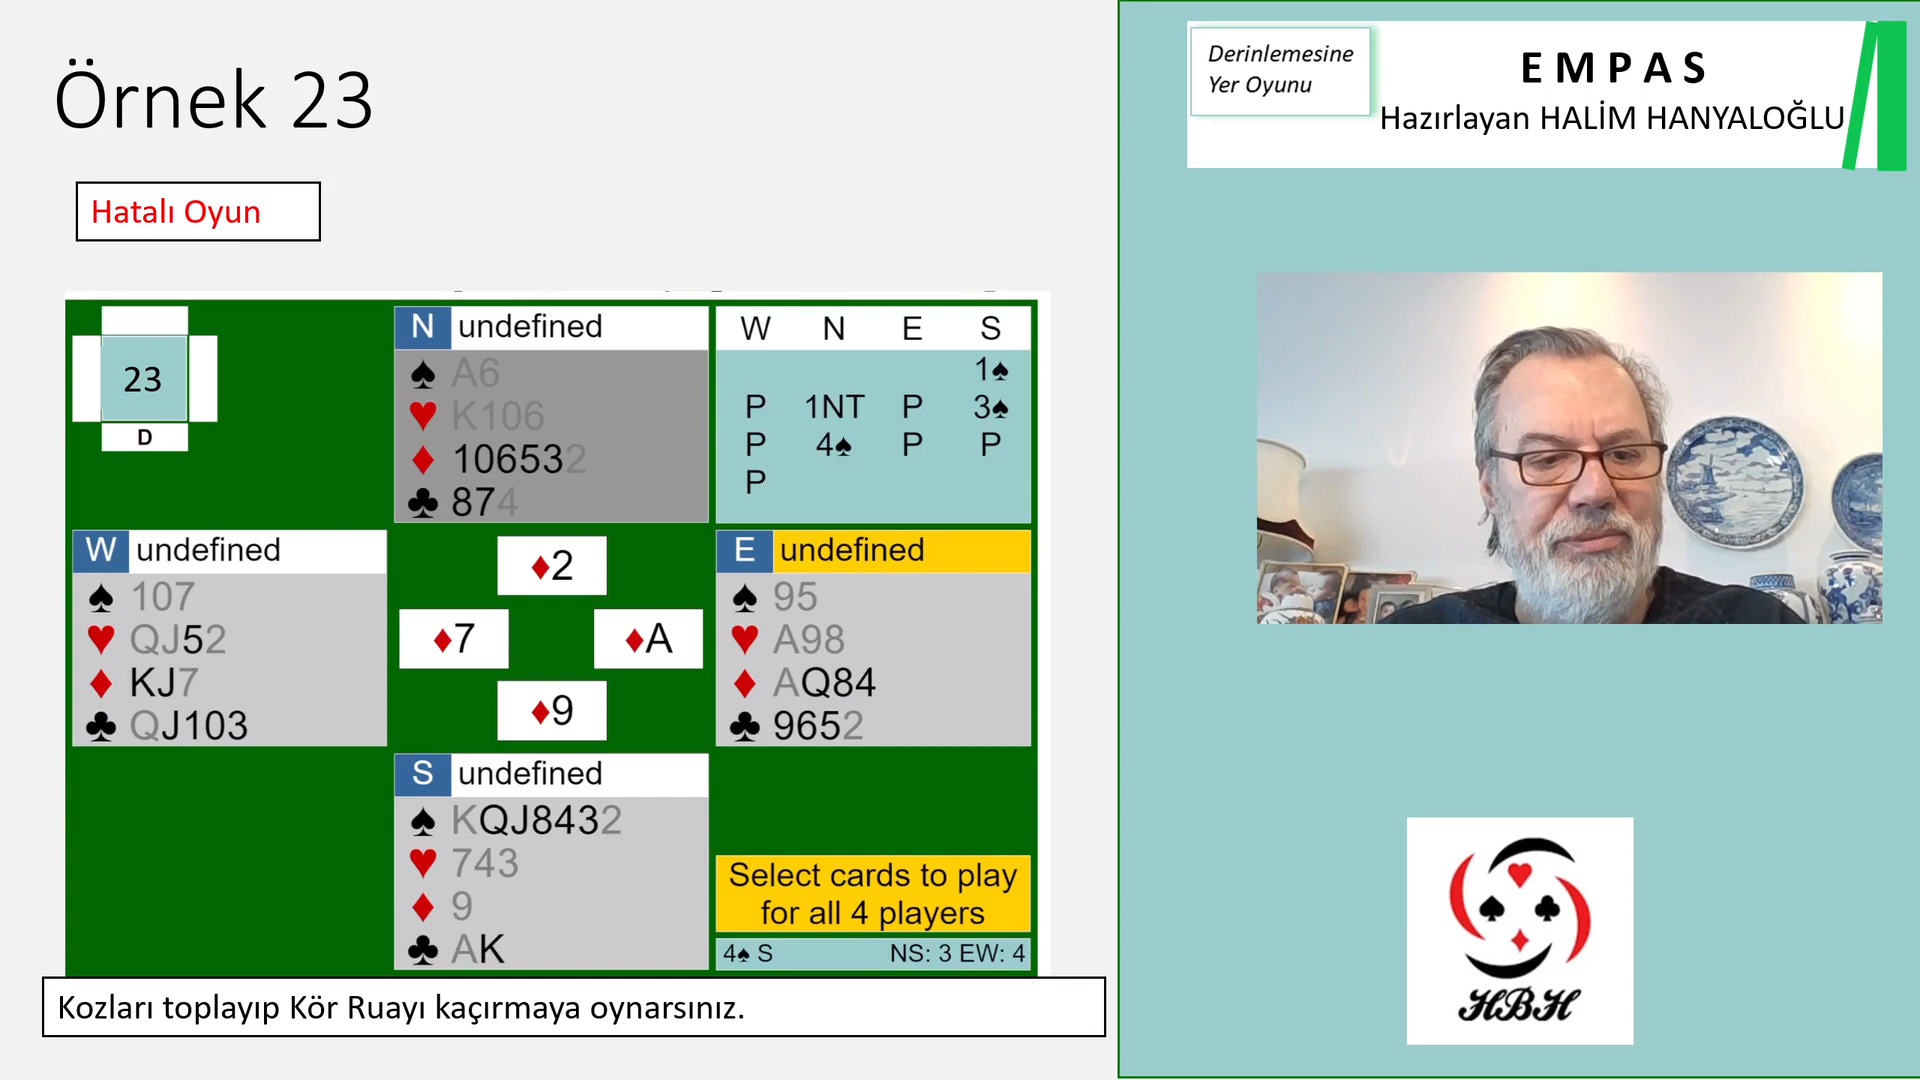 Örnek 23
Hatalı Oyun
23
D
N undefined
♠ A6
♥ K106
♦ 106532
♣ 874
W N E S
1♠
P 1NT P 3♠
P 4♠ P P
P
W undefined
♠ 107
♥ QJ52
♦ KJ7
♣ QJ103
♦2
♦7
♦A
♦9
E undefined
♠ 95
♥ A98
♦ AQ84
♣ 9652
S undefined
♠ KQJ8432
♥ 743
♦ 9
♣ AK
Select cards to play
for all 4 players
4♠ S NS: 3 EW: 4
Kozları toplayıp Kör Ruayı kaçırmaya oynarsınız.
Derinlemesine
Yer Oyunu
EMPAS
Hazırlayan HALİM HANYALOĞLU
HBH